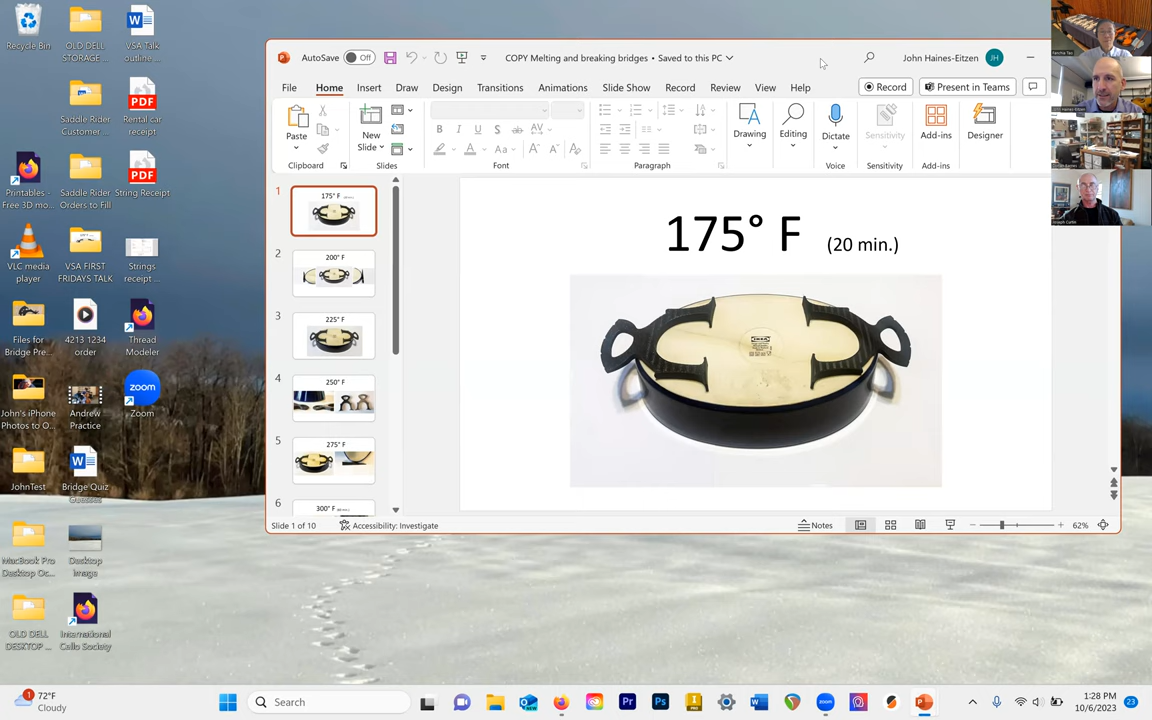 Recycle Bin
OLD DELL
STORAGE ...
VSA Talk
outline...
Saddle Rider
Customer...
Rental car
receipt
Printables -
Free 3D mo...
Saddle Rider
Orders to Fill
String Receipt
VLC media
player
VSA FIRST
FRIDAYS TALK
Strings
receipt ...
Files for
Bridge Pre...
4213 1234
order
Thread
Modeler
John's iPhone
Photos to O...
Andrew
Practice
zoom
Zoom
JohnTest
Bridge Quiz
Guesses
MacBook Pro
Desktop Oc...
Desktop
Image
OLD DELL
DESKTOP ...
International
Cello Society
AutoSave Off
COPY Melting and breaking bridges • Saved to this PC
John Haines-Eitzen JH
File Home Insert Draw Design Transitions Animations Slide Show Record Review View Help
Record Present in Teams
Paste
New
Slide
Drawing Editing Dictate Sensitivity Add-ins Designer
Clipboard Slides Font Paragraph Voice Sensitivity Add-ins
1
175° F
2
200° F
3
225° F
4
250° F
5
275° F
6
300° F
175° F (20 min.)
IKEA
Joseph Curtin
Slide 1 of 10 Accessibility: Investigate Notes 62%
72°F
Cloudy
Search
1:28 PM
10/6/2023
23